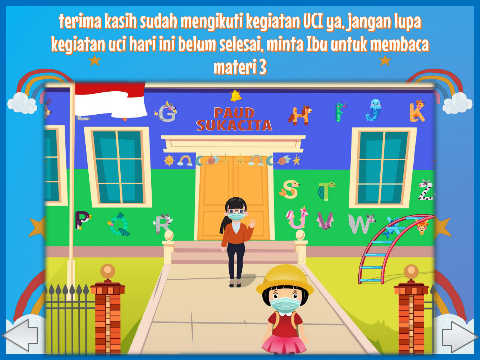 terima kasih sudah mengikuti kegiatan UCI ya, jangan lupa
kegiatan uci hari ini belum selesai, minta Ibu untuk membaca
materi 3
PAUD
SUKACITA
G H I J K
S T
Z
P R U V W X